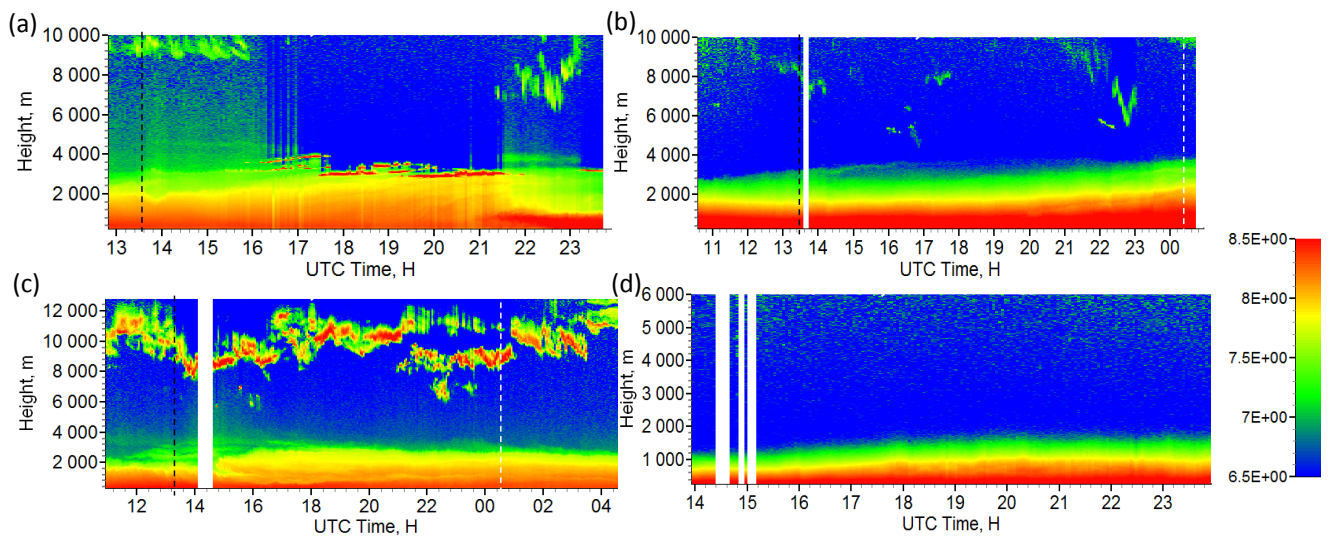 (a)
10 000
8 000
6 000
4 000
2 000
Height, m
13 14 15 16 17 18 19 20 21 22 23
UTC Time, H
(b)
10 000
8 000
6 000
4 000
2 000
Height, m
11 12 13 14 15 16 17 18 19 20 21 22 23 00
UTC Time, H
(c)
12 000
10 000
8 000
6 000
4 000
2 000
Height, m
12 14 16 18 20 22 00 02 04
UTC Time, H
(d)
6 000
5 000
4 000
3 000
2 000
1 000
Height, m
14 15 16 17 18 19 20 21 22 23
UTC Time, H
8.5E+00
8E+00
7.5E+00
7E+00
6.5E+00